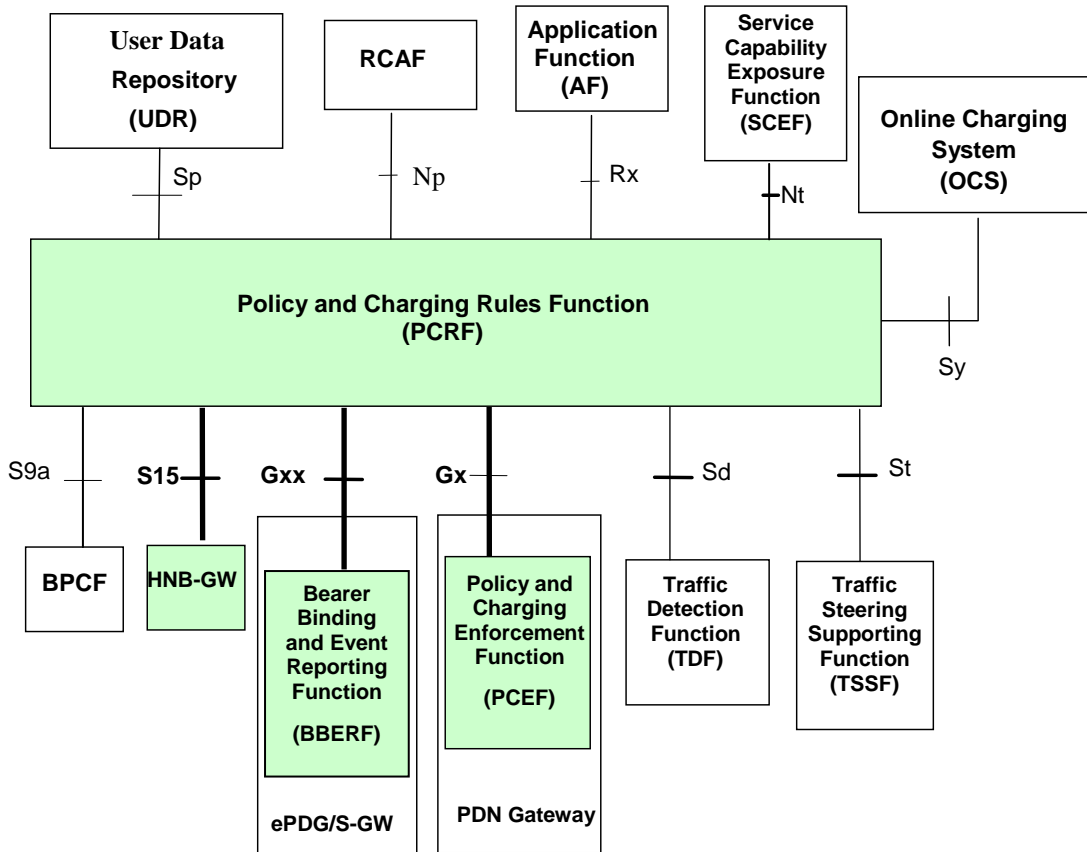 User Data
Repository
(UDR)
RCAF
Application
Function
(AF)
Service
Capability
Exposure
Function
(SCEF)
Online Charging
System
(OCS)
Sp
Np
Rx
Nt
Policy and Charging Rules Function
(PCRF)
Sy
S9a
S15
Gxx
Gx
Sd
St
BPCF
HNB-GW
Bearer
Binding
and Event
Reporting
Function
(BBERF)
ePDG/S-GW
Policy and
Charging
Enforcement
Function
(PCEF)
PDN Gateway
Traffic
Detection
Function
(TDF)
Traffic
Steering
Supporting
Function
(TSSF)